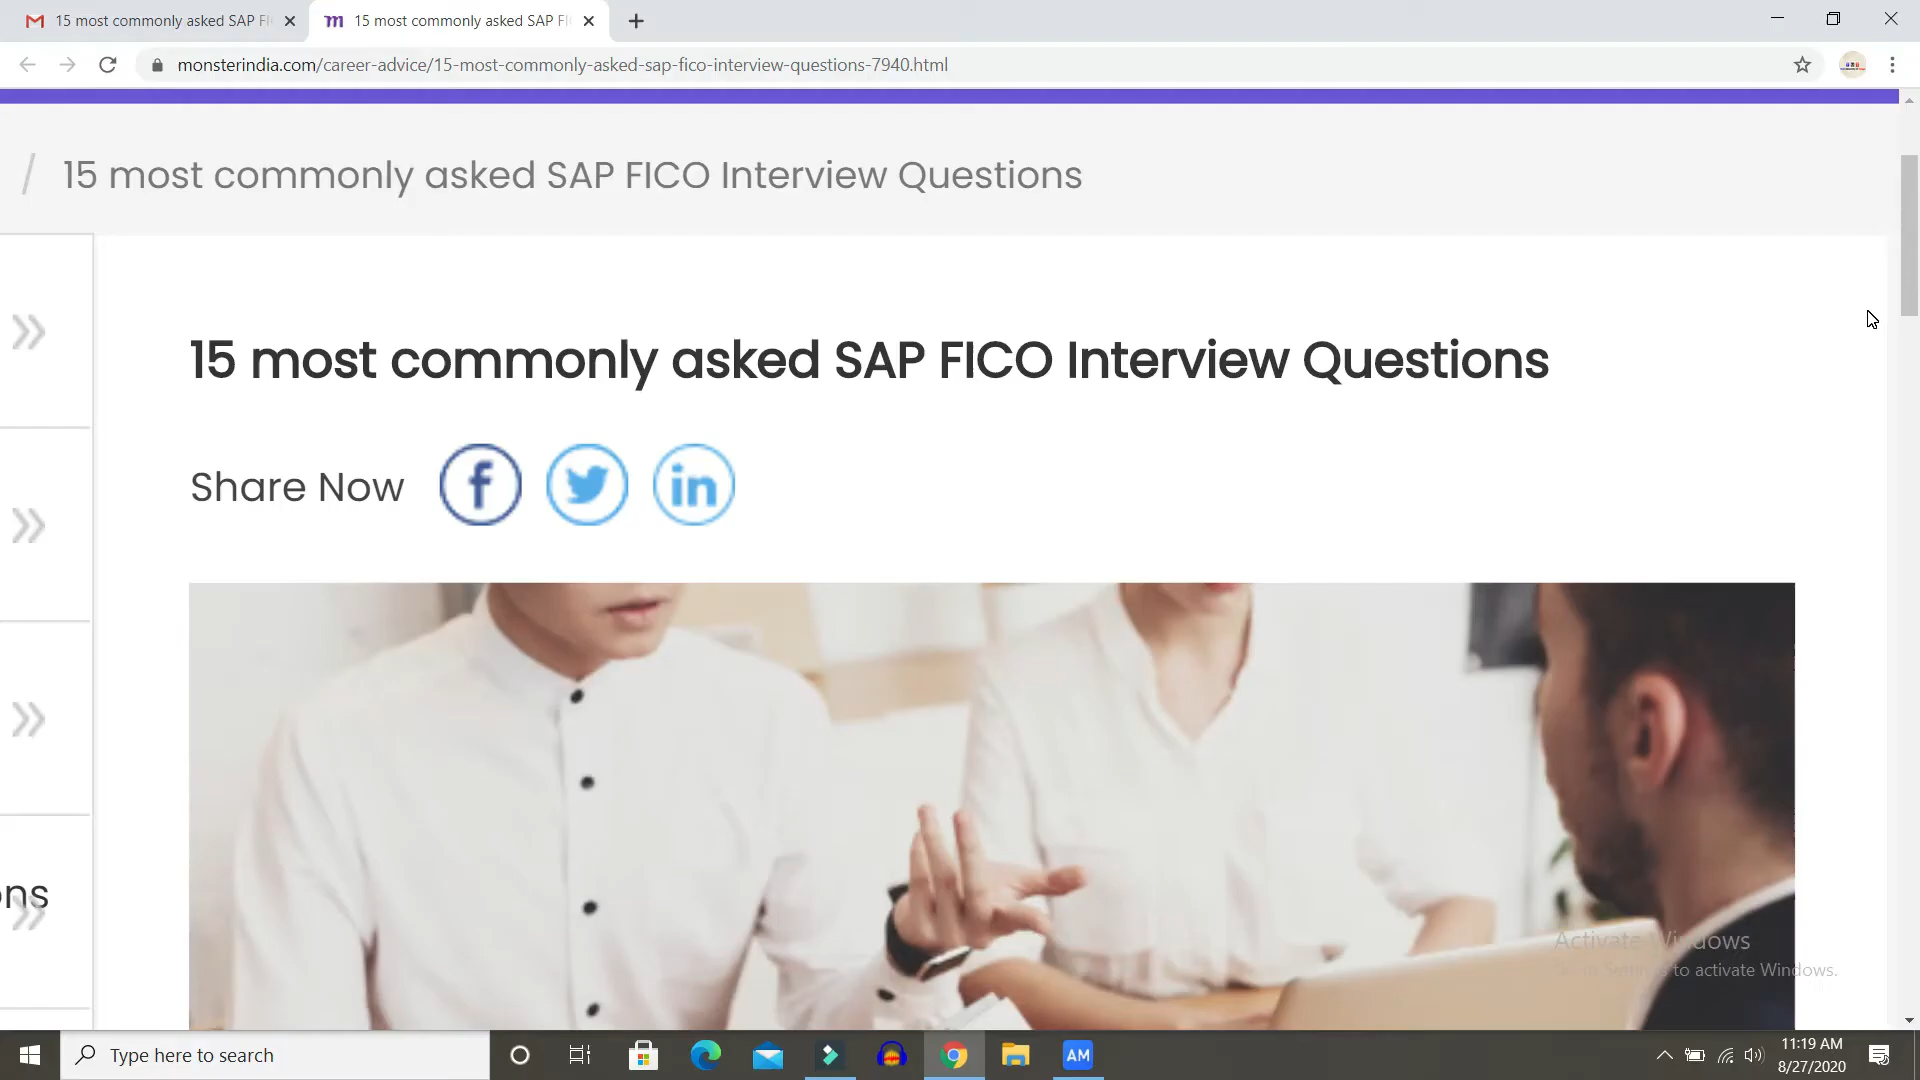 15 most commonly asked SAP FI
15 most commonly asked SAP FI
monsterindia.com/career-advice/15-most-commonly-asked-sap-fico-interview-questions-7940.html
/ 15 most commonly asked SAP FICO Interview Questions
15 most commonly asked SAP FICO Interview Questions
Share Now
ons
Activate Windows
to activate Windows.
Type here to search
AM
11:19 AM
8/27/2020